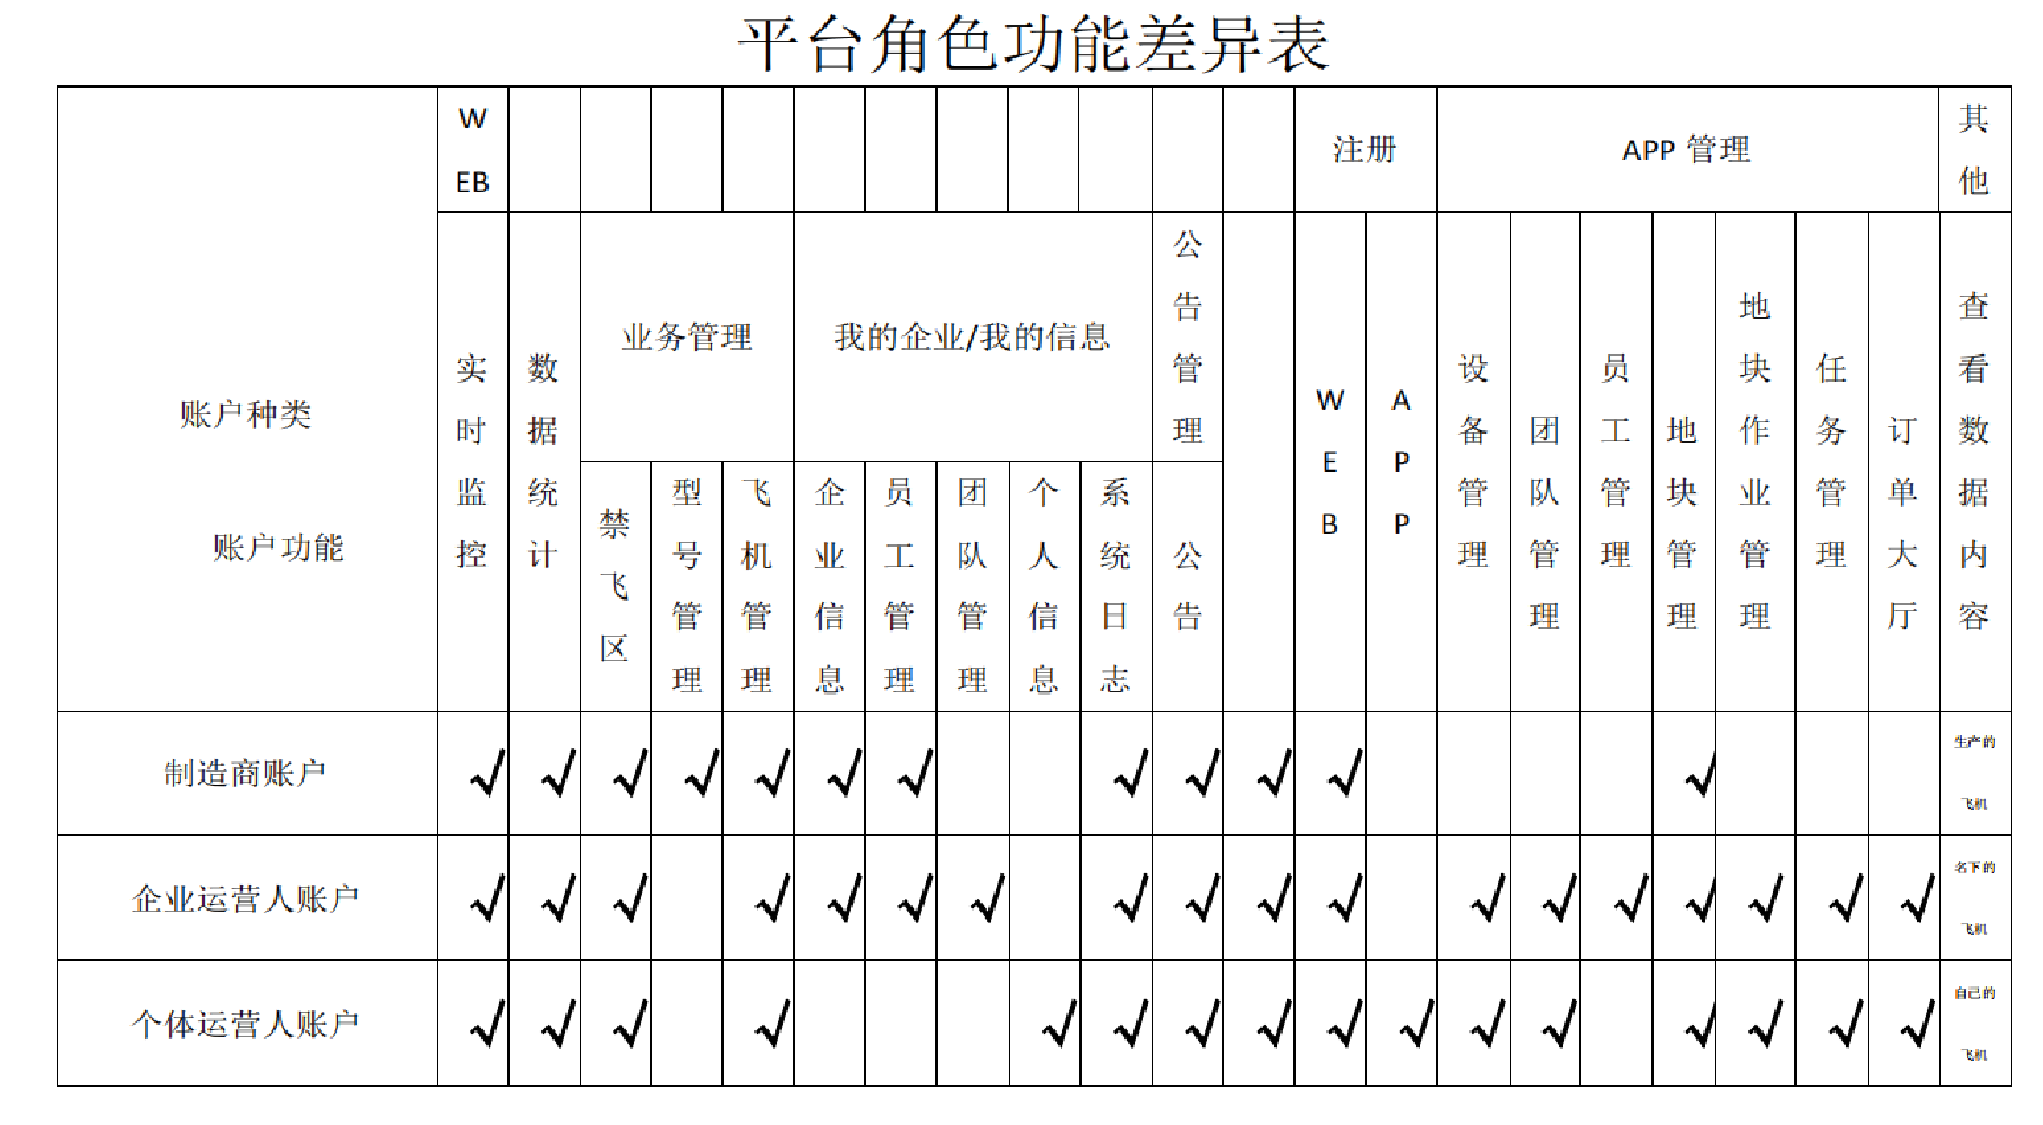 平台角色功能差异表
账户种类
账户功能
WEB
注册
APP 管理
其他
实时监控
数据统计
业务管理
我的企业/我的信息
公告管理
WEB
APP
设备管理
团队管理
员工管理
地块管理
地块作业管理
任务管理
订单大厅
查看数据内容
禁飞区
型号管理
飞机管理
企业信息
员工管理
团队管理
个人信息
系统日志
公告
制造商账户 √ √ √ √ √ √ √ √ √ √ √ √ 生产的飞机
企业运营人账户 √ √ √ √ √ √ √ √ √ √ √ √ √ √ √ √ √ √ 名下的飞机
个体运营人账户 √ √ √ √ √ √ √ √ √ √ √ √ √ √ √ √ 自己的飞机